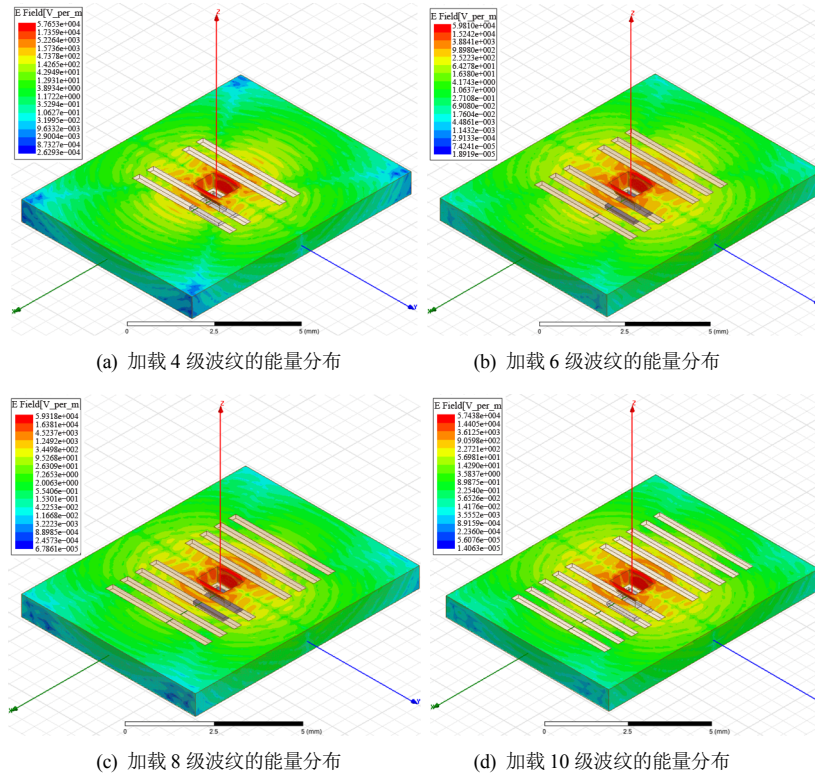 E Field[V_per_m
5.7653e+004
1.7359e+004
5.2264e+003
1.5736e+003
4.7378e+002
1.4265e+002
4.2949e+001
1.2931e+001
3.8934e+000
1.1722e+000
3.5294e-001
1.0627e-001
3.1995e-002
9.6332e-003
2.9004e-003
8.7327e-004
2.6293e-004
Z
x
y
0 2.5 5 (mm)
(a) 加载 4 级波纹的能量分布
E Field[V_per_m
5.9810e+004
1.5242e+004
3.8841e+003
9.8980e+002
2.5223e+002
6.4278e+001
1.6380e+001
4.1743e+000
1.0637e+000
2.7108e-001
6.9080e-002
1.7604e-002
4.4861e-003
1.1432e-003
2.9133e-004
7.4241e-005
1.8919e-005
Z
x
0 2.5 5 (mm)
(b) 加载 6 级波纹的能量分布
E Field[V_per_m
5.9318e+004
1.6381e+004
4.5237e+003
1.2492e+003
3.4498e+002
9.5268e+001
2.6309e+001
7.2653e+000
2.0063e+000
5.5406e-001
1.5301e-001
4.2253e-002
1.1668e-002
3.2223e-003
8.8985e-004
2.4573e-004
6.7861e-005
Z
x
y
0 2.5 5 (mm)
(c) 加载 8 级波纹的能量分布
E Field[V_per_m
5.7438e+004
1.4405e+004
3.6125e+003
9.0598e+002
2.2721e+002
5.6981e+001
1.4290e+001
3.5837e+000
8.9875e-001
2.2540e-001
5.6526e-002
1.4176e-002
3.5552e-003
8.9159e-004
2.2360e-004
5.6076e-005
1.4063e-005
Z
x
0 2.5 5 (mm)
(d) 加载 10 级波纹的能量分布